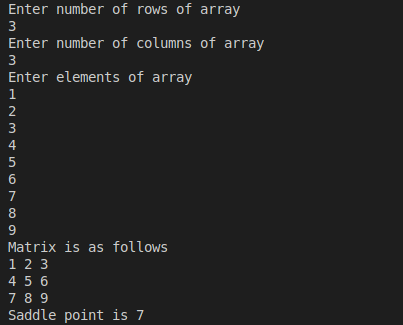 Enter number of rows of array
3
Enter number of columns of array
3
Enter elements of array
1
2
3
4
5
6
7
8
9
Matrix is as follows
1 2 3
4 5 6
7 8 9
Saddle point is 7